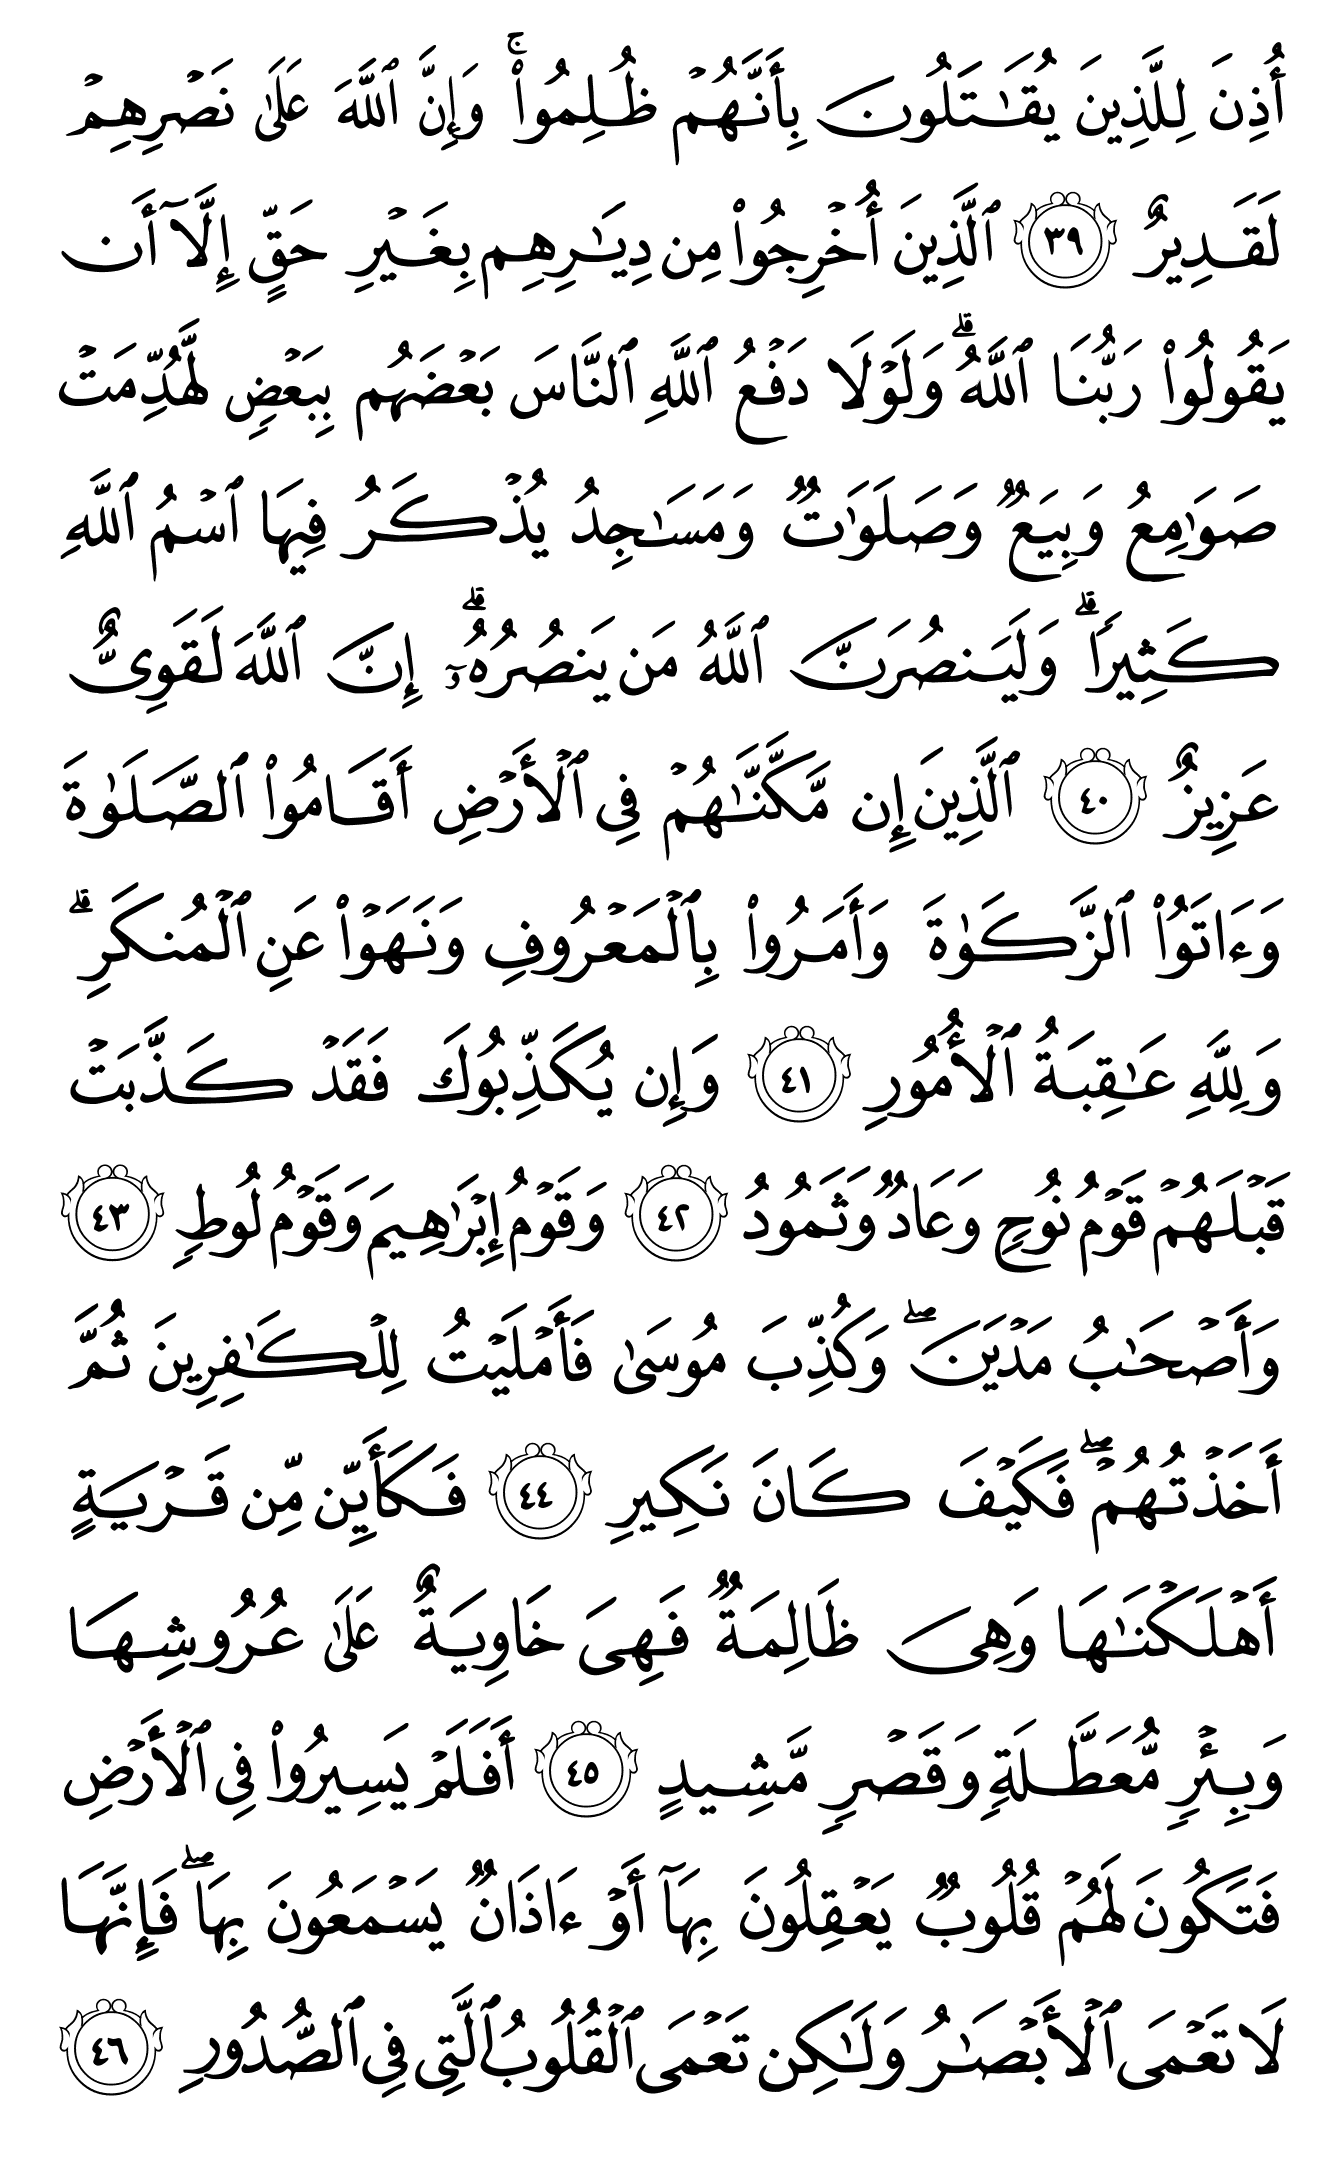 أُذِنَ لِلَّذِينَ يُقَـٰتَلُونَ بِأَنَّهُمۡ ظُلِمُواْۚ وَإِنَّ ٱللَّهَ عَلَىٰ نَصۡرِهِمۡ
لَقَدِيرٌ ٣٩ ٱلَّذِينَ أُخۡرِجُواْ مِن دِيَـٰرِهِم بِغَيۡرِ حَقٍّ إِلَّآ أَن
يَقُولُواْ رَبُّنَا ٱللَّهُۗ وَلَوۡلَا دَفۡعُ ٱللَّهِ ٱلنَّاسَ بَعۡضَهُم بِبَعۡضٖ لَّهُدِّمَتۡ
صَوَٰمِعُ وَبِيَعٞ وَصَلَوَٰتٞ وَمَسَـٰجِدُ يُذۡكَرُ فِيهَا ٱسۡمُ ٱللَّهِ
كَثِيرٗاۗ وَلَيَنصُرَنَّ ٱللَّهُ مَن يَنصُرُهُۥٓۗ إِنَّ ٱللَّهَ لَقَوِىٌّ
عَزِيزٌ ٤٠ ٱلَّذِينَ إِن مَّكَّنَّـٰهُمۡ فِى ٱلۡأَرۡضِ أَقَامُواْ ٱلصَّلَوٰةَ
وَءَاتَوُاْ ٱلزَّكَوٰةَ وَأَمَرُواْ بِٱلۡمَعۡرُوفِ وَنَهَوۡاْ عَنِ ٱلۡمُنكَرِۗ
وَلِلَّهِ عَـٰقِبَةُ ٱلۡأُمُورِ ٤١ وَإِن يُكَذِّبُوكَ فَقَدۡ كَذَّبَتۡ
قَبۡلَهُمۡ قَوۡمُ نُوحٖ وَعَادٞ وَثَمُودُ ٤٢ وَقَوۡمُ إِبۡرَٰهِيمَ وَقَوۡمُ لُوطٖ ٤٣
وَأَصۡحَـٰبُ مَدۡيَنَۖ وَكُذِّبَ مُوسَىٰ فَأَمۡلَيۡتُ لِلۡكَـٰفِرِينَ ثُمَّ
أَخَذۡتُهُمۡۖ فَكَيۡفَ كَانَ نَكِيرِ ٤٤ فَكَأَيِّن مِّن قَرۡيَةٍ
أَهۡلَكۡنَـٰهَا وَهِىَ ظَالِمَةٞ فَهِىَ خَاوِيَةٌ عَلَىٰ عُرُوشِهَا
وَبِئۡرٖ مُّعَطَّلَةٖ وَقَصۡرٖ مَّشِيدٍ ٤٥ أَفَلَمۡ يَسِيرُواْ فِى ٱلۡأَرۡضِ
فَتَكُونَ لَهُمۡ قُلُوبٞ يَعۡقِلُونَ بِهَآ أَوۡ ءَاذَانٞ يَسۡمَعُونَ بِهَاۖ فَإِنَّهَا
لَا تَعۡمَى ٱلۡأَبۡصَـٰرُ وَلَـٰكِن تَعۡمَى ٱلۡقُلُوبُ ٱلَّتِى فِى ٱلصُّدُورِ ٤٦